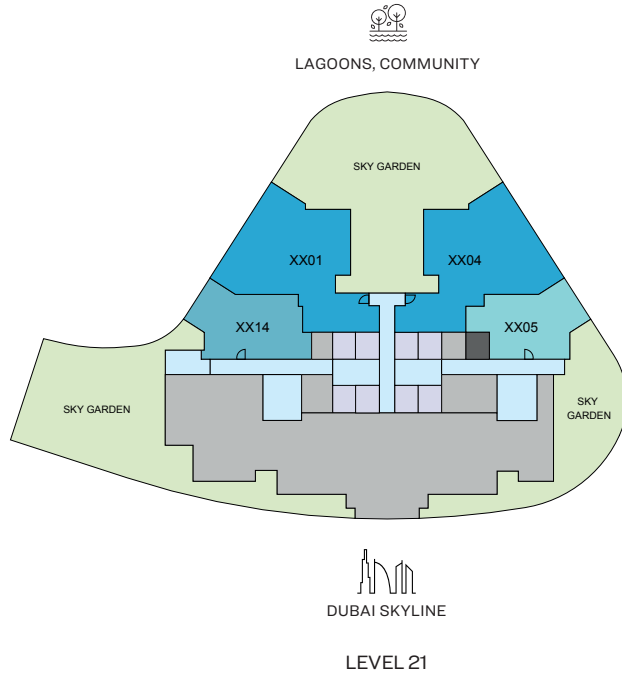 LAGOONS, COMMUNITY
SKY GARDEN
XX01
XX04
XX14
XX05
SKY GARDEN
SKY
GARDEN
DUBAI SKYLINE
LEVEL 21